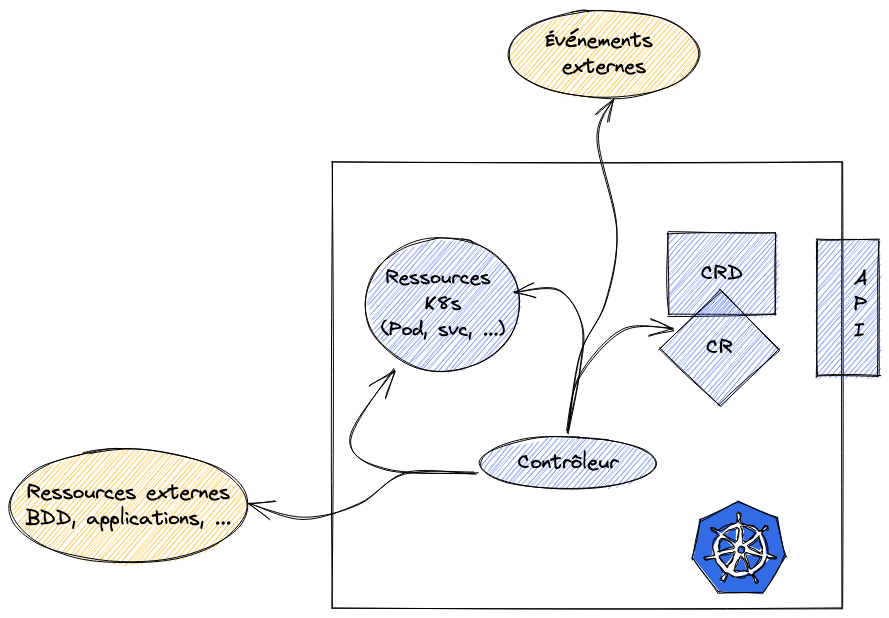 Événements
externes
Ressources
K8s
(Pod, svc, ...)
CRD
CR
A
P
I
Contrôleur
Ressources externes
BDD, applications, ...